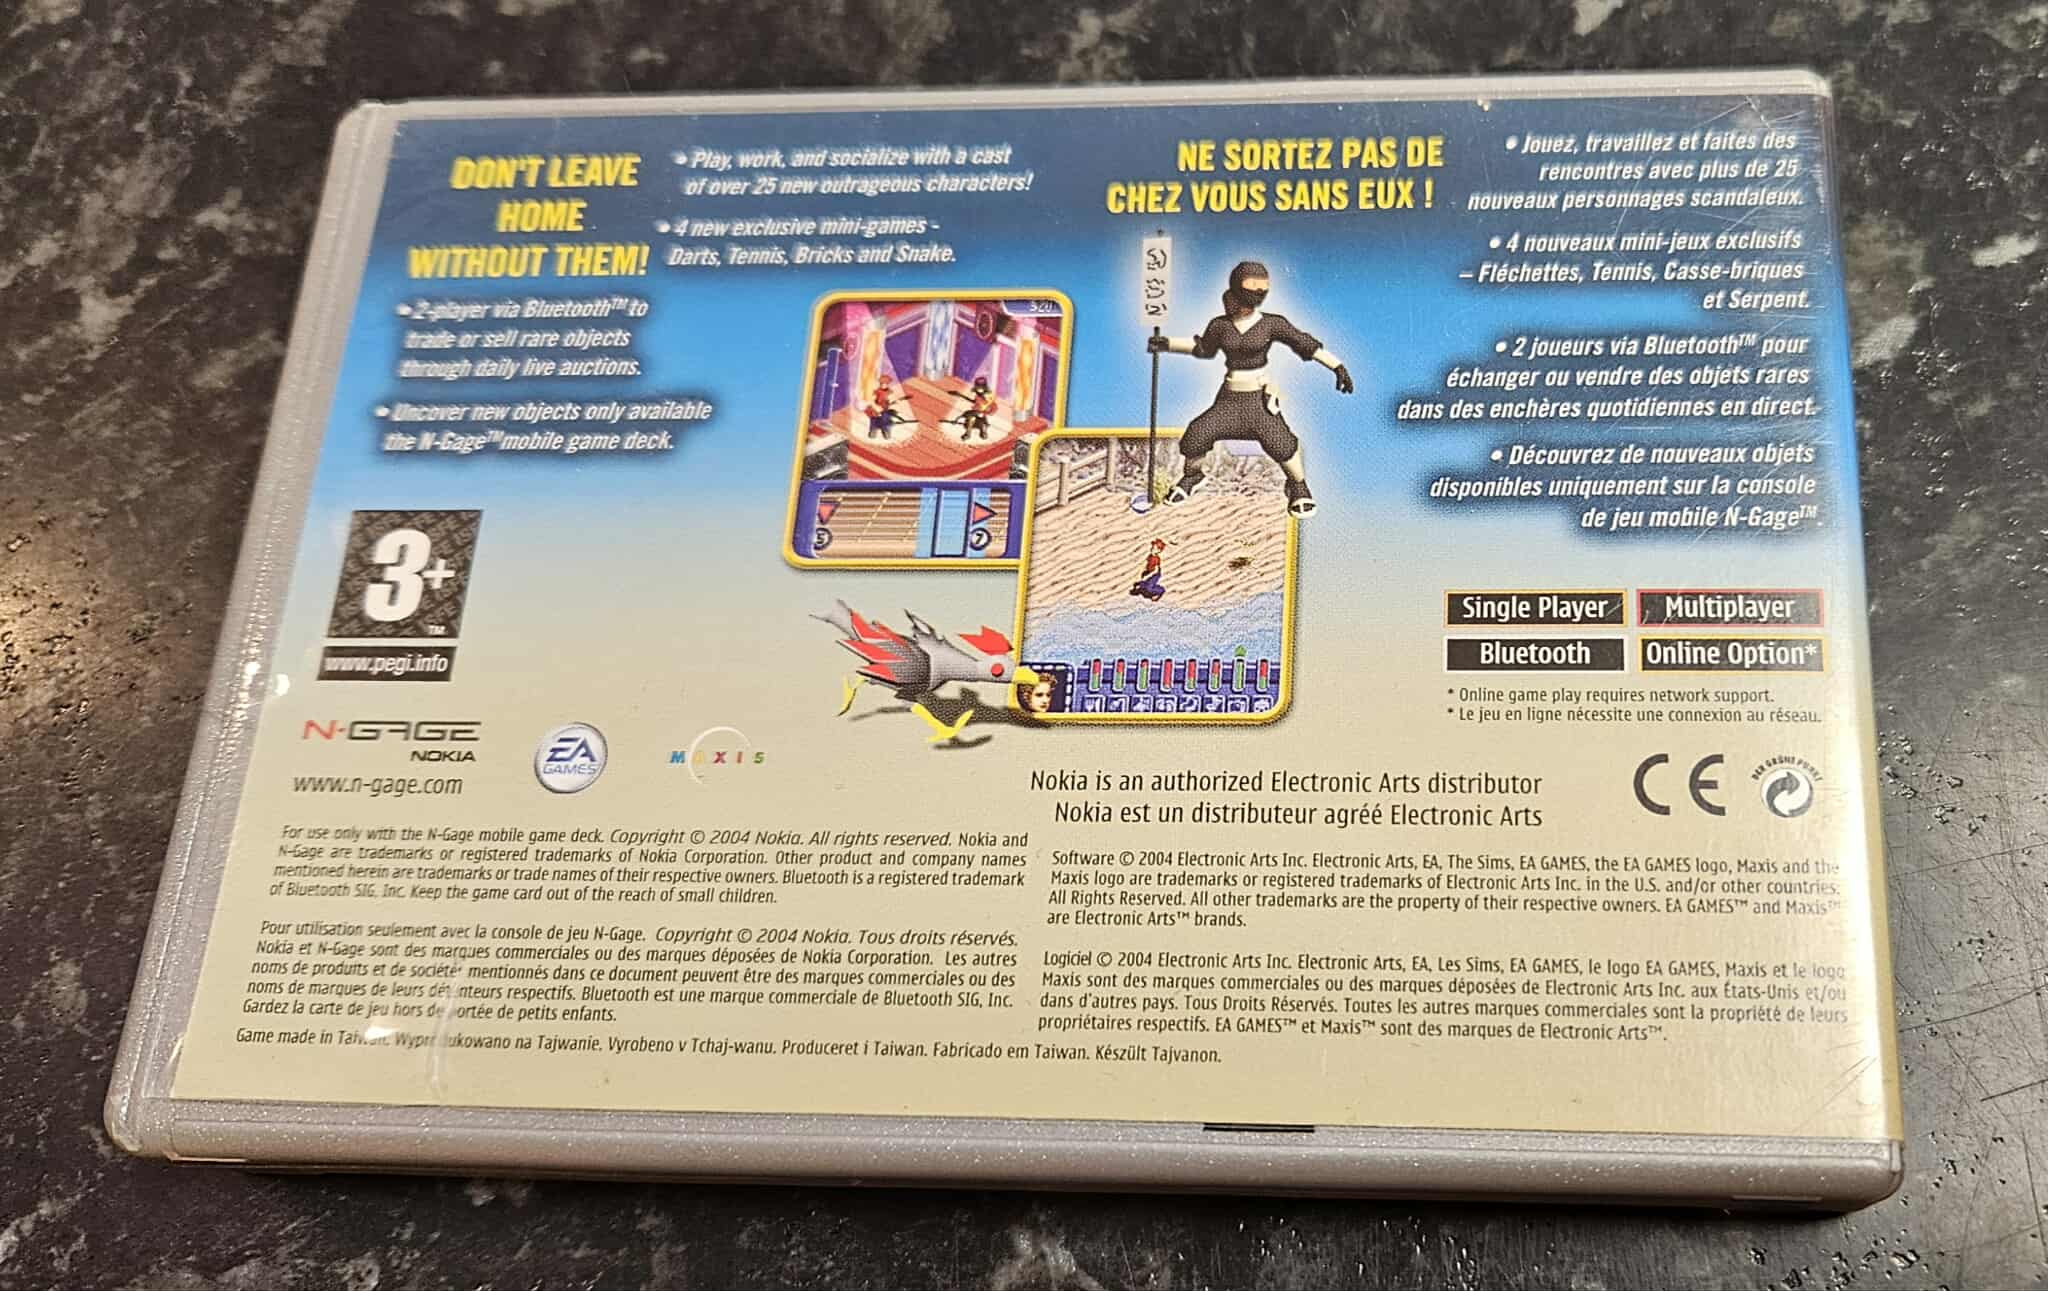 DON'T LEAVE
HOME
WITHOUT THEM!
• 2-player via Bluetooth™ to
trade or sell rare objects
through daily live auctions.
• Uncover new objects only available
the N-Gage™ mobile game deck.
• Play, work, and socialize with a cast
of over 25 new outrageous characters!
• 4 new exclusive mini-games -
Darts, Tennis, Bricks and Snake.
NE SORTEZ PAS DE
CHEZ VOUS SANS EUX !
• Jouez, travaillez et faites des
rencontres avec plus de 25
nouveaux personnages scandaleux.
• 4 nouveaux mini-jeux exclusifs
– Fléchettes, Tennis, Casse-briques
et Serpent.
• 2 joueurs via Bluetooth™ pour
échanger ou vendre des objets rares
dans des enchères quotidiennes en direct.
• Découvrez de nouveaux objets
disponibles uniquement sur la console
de jeu mobile N-Gage™.
5
7
3+
www.pegi.info
Single Player
Multiplayer
Bluetooth
Online Option*
* Online game play requires network support.
* Le jeu en ligne nécessite une connexion au réseau.
N-GAGE
NOKIA
www.n-gage.com
EA
GAMES
MAXIS
Nokia is an authorized Electronic Arts distributor
Nokia est un distributeur agréé Electronic Arts
CE
DER GRÜNE PUNKT
For use only with the N-Gage mobile game deck. Copyright © 2004 Nokia. All rights reserved. Nokia and
N-Gage are trademarks or registered trademarks of Nokia Corporation. Other product and company names
mentioned herein are trademarks or trade names of their respective owners. Bluetooth is a registered trademark
of Bluetooth SIG, Inc. Keep the game card out of the reach of small children.
Pour utilisation seulement avec la console de jeu N-Gage. Copyright © 2004 Nokia. Tous droits réservés.
Nokia et N-Gage sont des marques commerciales ou des marques déposées de Nokia Corporation. Les autres
noms de produits et de société mentionnés dans ce document peuvent être des marques commerciales ou des
noms de marques de leurs détenteurs respectifs. Bluetooth est une marque commerciale de Bluetooth SIG, Inc.
Gardez la carte de jeu hors de portée de petits enfants.
Software © 2004 Electronic Arts Inc. Electronic Arts, EA, The Sims, EA GAMES, the EA GAMES logo, Maxis and the
Maxis logo are trademarks or registered trademarks of Electronic Arts Inc. in the U.S. and/or other countries.
All Rights Reserved. All other trademarks are the property of their respective owners. EA GAMES™ and Maxis™
are Electronic Arts™ brands.
Logiciel © 2004 Electronic Arts Inc. Electronic Arts, EA, Les Sims, EA GAMES, le logo EA GAMES, Maxis et le logo
Maxis sont des marques commerciales ou des marques déposées de Electronic Arts Inc. aux États-Unis et/ou
dans d'autres pays. Tous Droits Réservés. Toutes les autres marques commerciales sont la propriété de leurs
propriétaires respectifs. EA GAMES™ et Maxis™ sont des marques de Electronic Arts™.
Game made in Taiwan. Wyprodukowano na Tajwanie. Vyrobeno v Tchaj-wanu. Produceret i Taiwan. Fabricado em Taiwan. Készült Tajvanon.